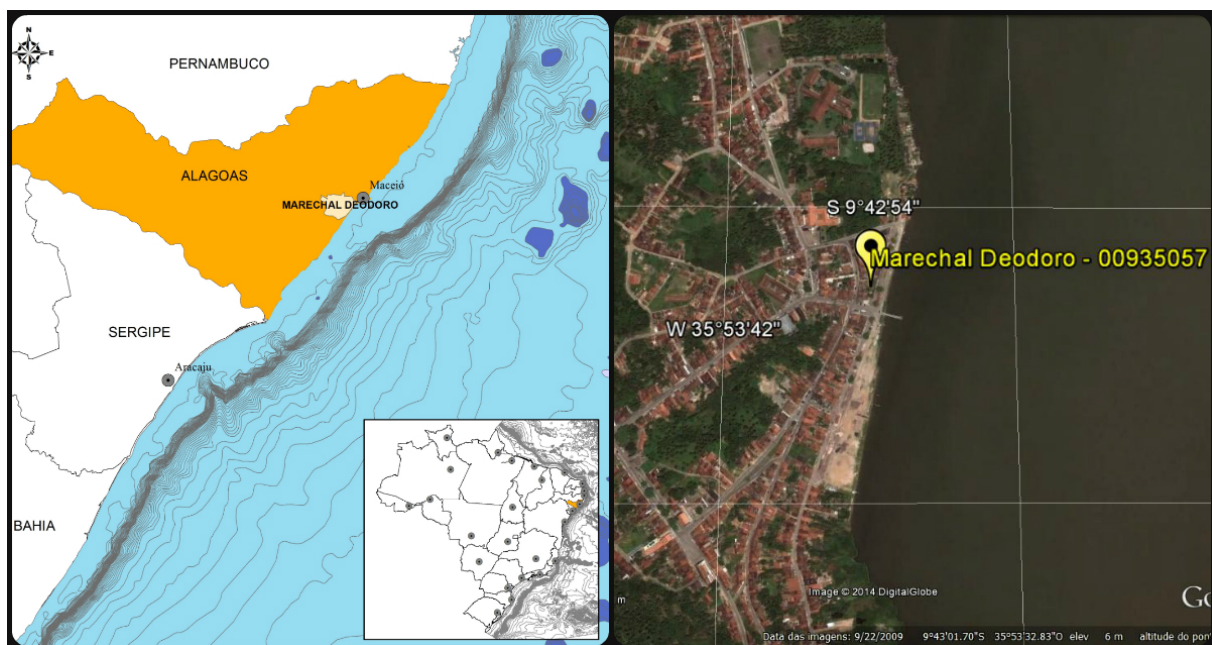 N
E
S
PERNAMBUCO
ALAGOAS
Maceió
MARECHAL DEODORO
SERGIPE
Aracaju
BAHIA
S 9°42'54"
Marechal Deodoro - 00935057
W 35°53'42"
m
Image © 2014 DigitalGlobe
Go
Data das imagens: 9/22/2009 9°43'01.70"S 35°53'32.83"O elev 6 m altitude do pon